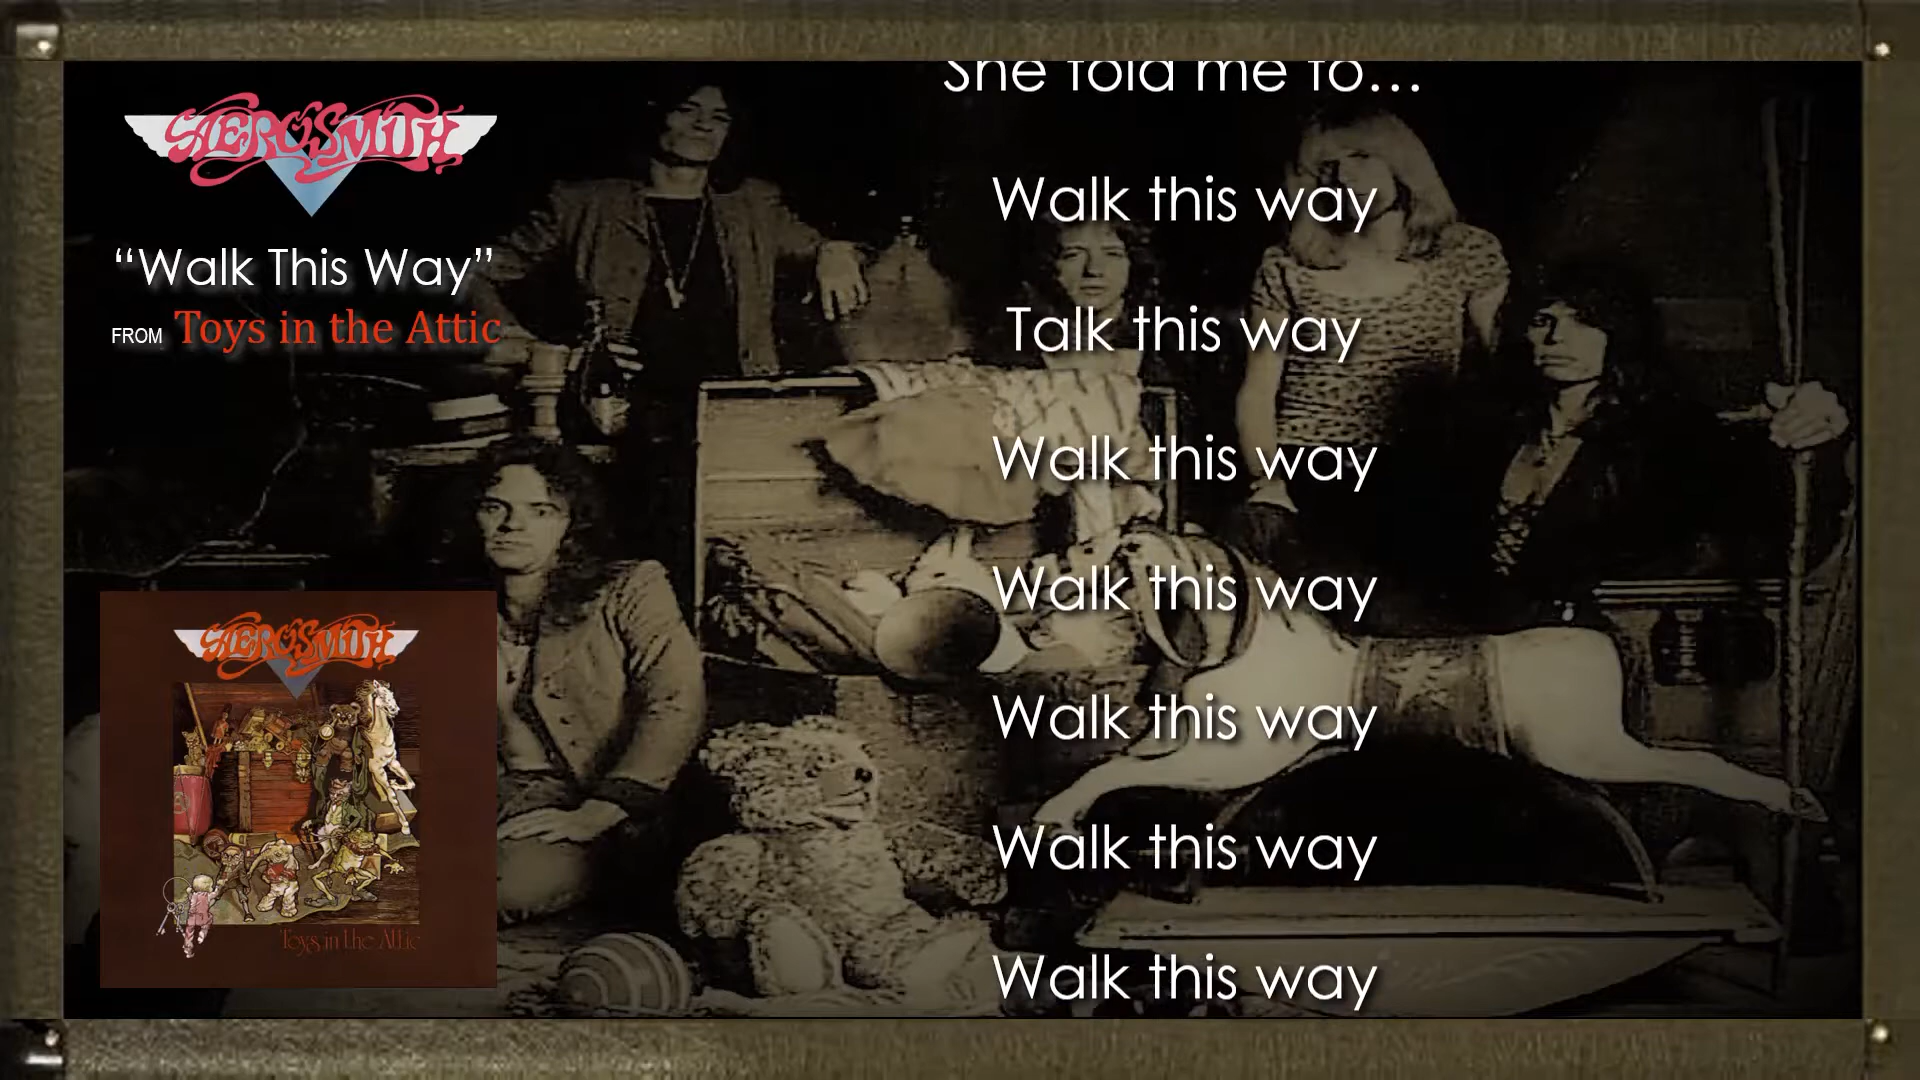 AEROSMITH
“Walk This Way”
FROM Toys in the Attic
AEROSMITH
Toys in the Attic
She told me to...
Walk this way
Talk this way
Walk this way
Walk this way
Walk this way
Walk this way
Walk this way